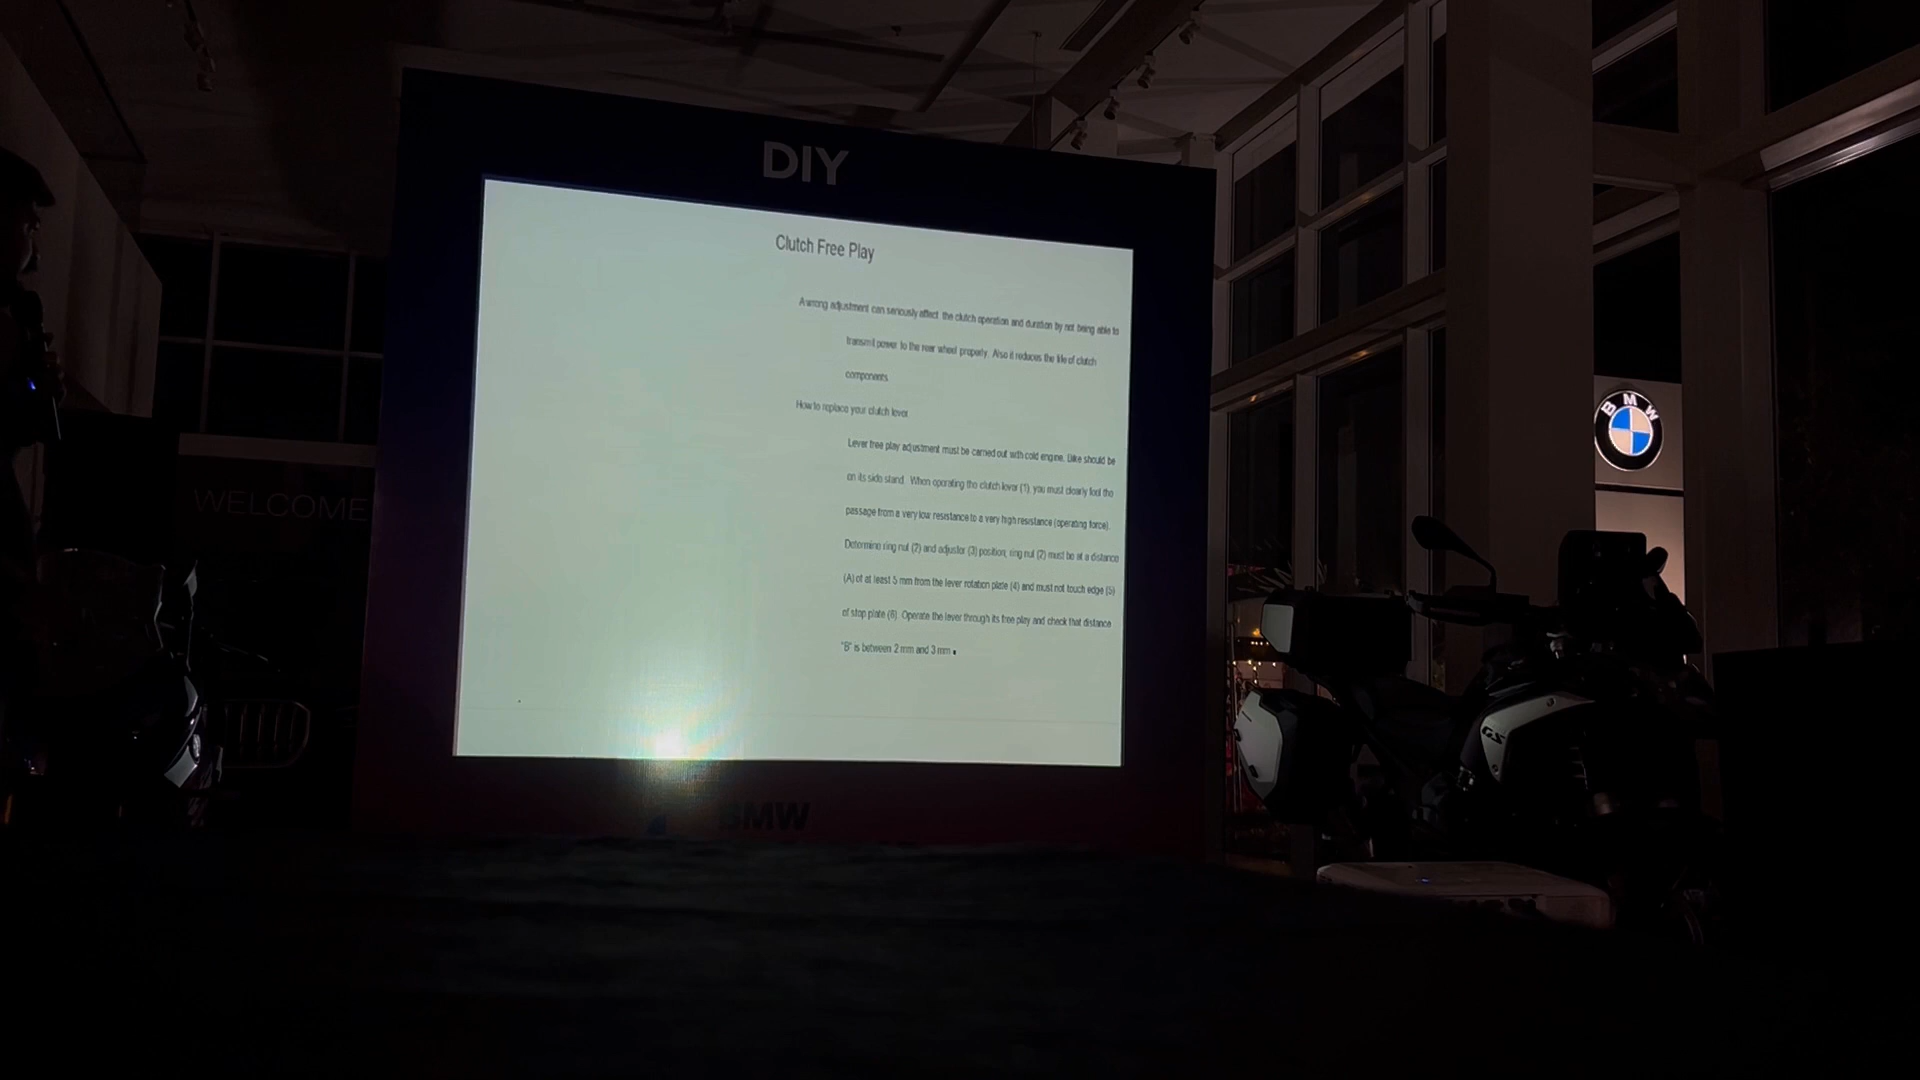 DIY
Clutch Free Play
A wrong adjustment can seriously affect the clutch operation and duration by not being able to
transmit power to the rear wheel properly. Also it reduces the life of clutch
components.
How to replace your clutch lever
Lever free play adjustment must be carried out with cold engine. Bike should be
on its side stand. When operating the clutch lever (1), you must clearly feel the
passage from a very low resistance to a very high resistance (operating force).
Determine ring nut (2) and adjuster (3) position; ring nut (2) must be at a distance
(A) of at least 5 mm from the lever rotation plate (4) and must not touch edge (5)
of stop plate (6). Operate the lever through its free play and check that distance
"B" is between 2 mm and 3 mm
BMW
WELCOME
BMW
GS